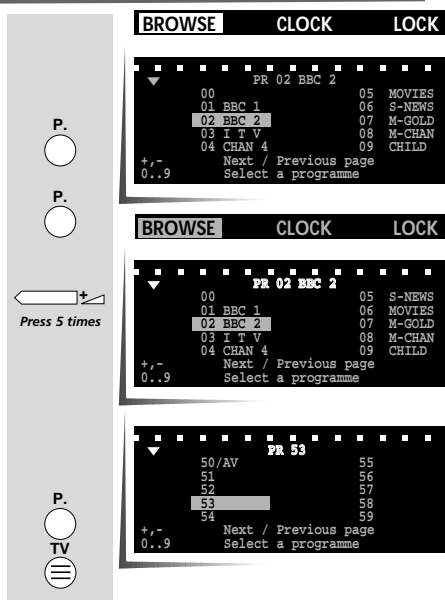 BROWSE CLOCK LOCK
PR 02 BBC 2
00 05 MOVIES
01 BBC 1 06 S-NEWS
02 BBC 2 07 M-GOLD
03 I T V 08 M-CHAN
04 CHAN 4 09 CHILD
+,- Next / Previous page
0..9 Select a programme
P.
P.
BROWSE CLOCK LOCK
PR 02 BBC 2
00 05 S-NEWS
01 BBC 1 06 MOVIES
02 BBC 2 07 M-GOLD
03 I T V 08 M-CHAN
04 CHAN 4 09 CHILD
+,- Next / Previous page
0..9 Select a programme
+
Press 5 times
PR 53
50/AV 55
51 56
52 57
53 58
54 59
+,- Next / Previous page
0..9 Select a programme
P.
TV